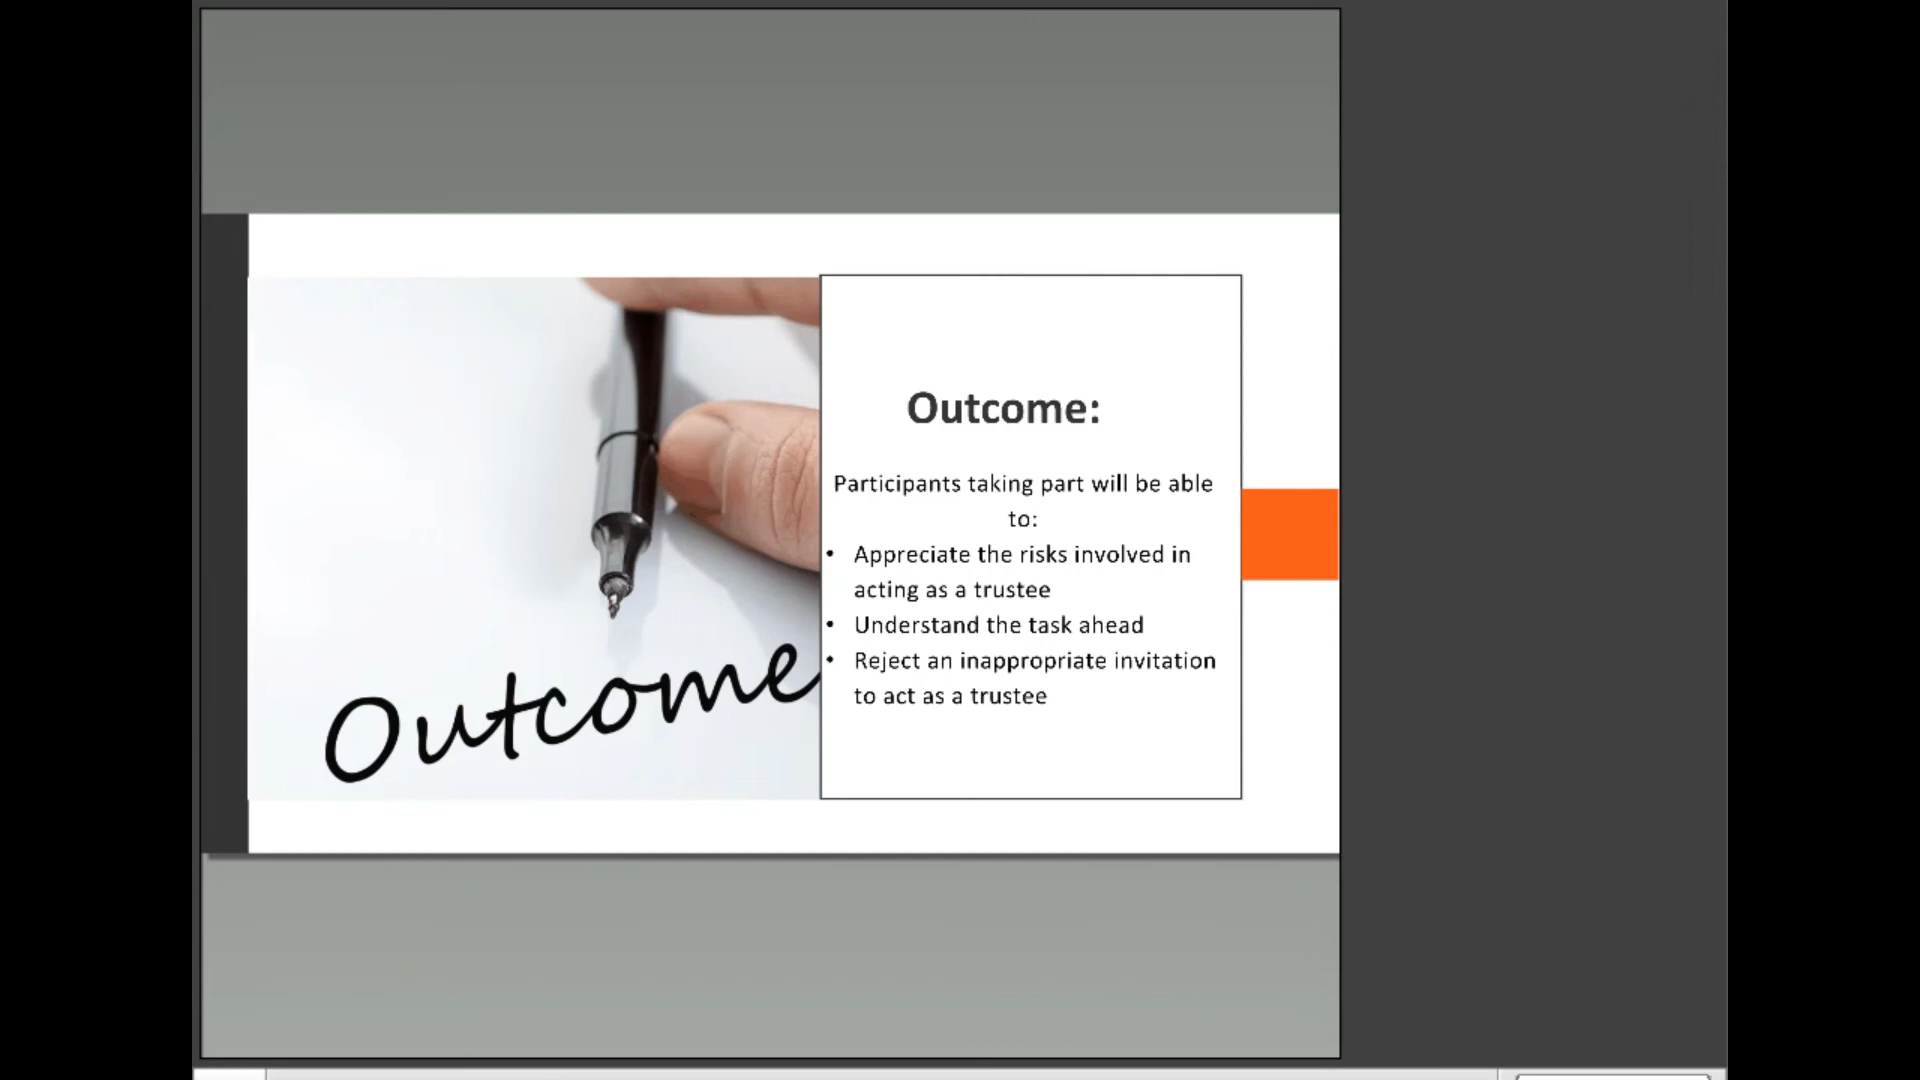 Outcome
Outcome:
Participants taking part will be able
to:
• Appreciate the risks involved in
acting as a trustee
• Understand the task ahead
• Reject an inappropriate invitation
to act as a trustee